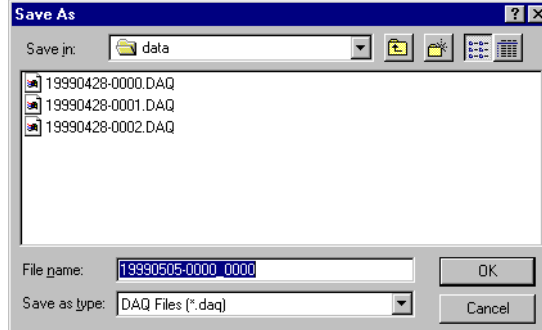 Save As
Save in: data
19990428-0000.DAQ
19990428-0001.DAQ
19990428-0002.DAQ
File name: 19990505-0000_0000 OK
Save as type: DAQ Files (*.daq) Cancel